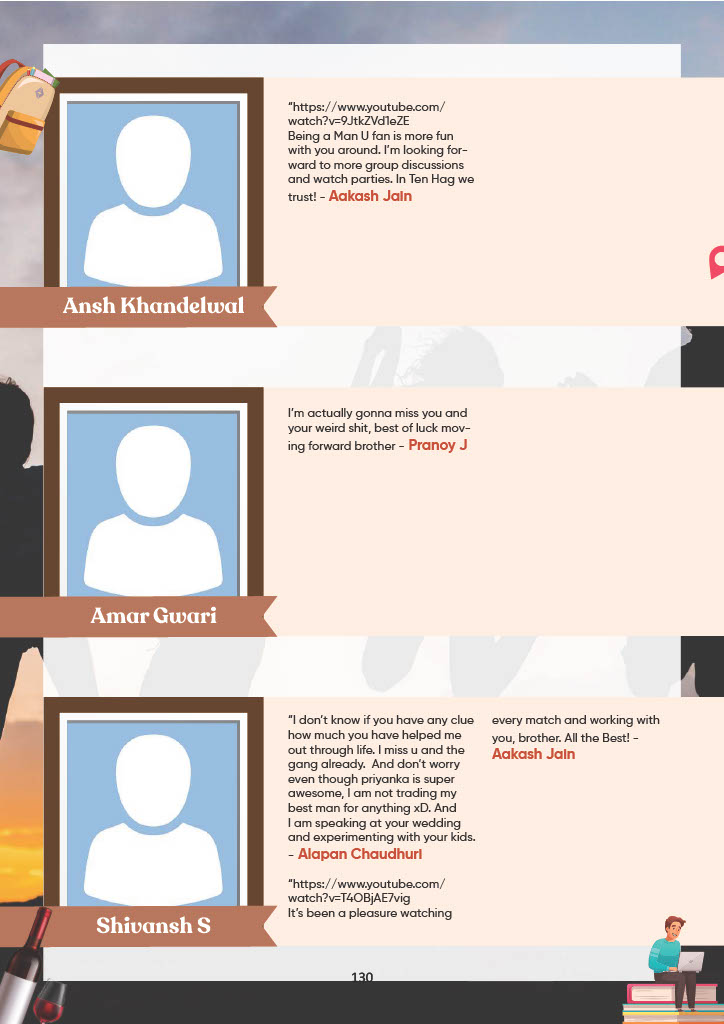 “https://www.youtube.com/
watch?v=9JtkZVd1eZE
Being a Man U fan is more fun
with you around. I’m looking for-
ward to more group discussions
and watch parties. In Ten Hag we
trust! - Aakash Jain
Ansh Khandelwal
I’m actually gonna miss you and
your weird shit, best of luck mov-
ing forward brother - Pranoy J
Amar Gwari
“I don’t know if you have any clue
how much you have helped me
out through life. I miss u and the
gang already.  And don’t worry
even though priyanka is super
awesome, I am not trading my
best man for anything xD. And
I am speaking at your wedding
and experimenting with your kids.
- Alapan Chaudhuri
“https://www.youtube.com/
watch?v=T4OBjAE7vig
It’s been a pleasure watching
every match and working with
you, brother. All the Best! -
Aakash Jain
Shivansh S
130